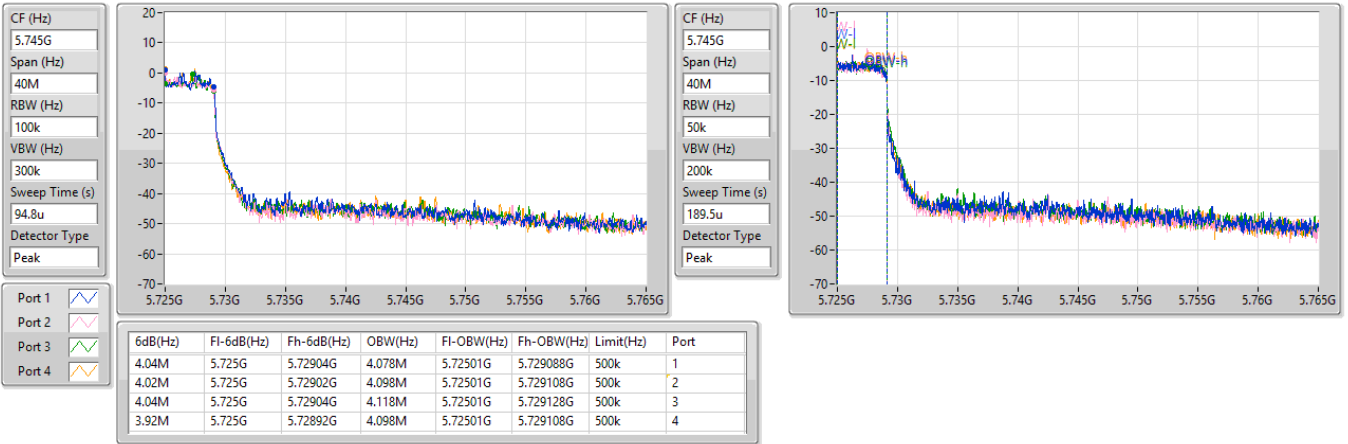 CF (Hz)
5.745G
Span (Hz)
40M
RBW (Hz)
100k
VBW (Hz)
300k
Sweep Time (s)
94.8u
Detector Type
Peak
20
10
0
-10
-20
-30
-40
-50
-60
-70
5.725G 5.73G 5.735G 5.74G 5.745G 5.75G 5.755G 5.76G 5.765G
CF (Hz)
5.745G
Span (Hz)
40M
RBW (Hz)
50k
VBW (Hz)
200k
Sweep Time (s)
189.5u
Detector Type
Peak
10
0
-10
-20
-30
-40
-50
-60
-70
OBW-h
5.725G 5.73G 5.735G 5.74G 5.745G 5.75G 5.755G 5.76G 5.765G
Port 1
Port 2
Port 3
Port 4
6dB(Hz) Fl-6dB(Hz) Fh-6dB(Hz) OBW(Hz) Fl-OBW(Hz) Fh-OBW(Hz) Limit(Hz) Port
4.04M 5.725G 5.72904G 4.078M 5.72501G 5.729088G 500k 1
4.02M 5.725G 5.72902G 4.098M 5.72501G 5.729108G 500k 2
4.04M 5.725G 5.72904G 4.118M 5.72501G 5.729128G 500k 3
3.92M 5.725G 5.72892G 4.098M 5.72501G 5.729108G 500k 4